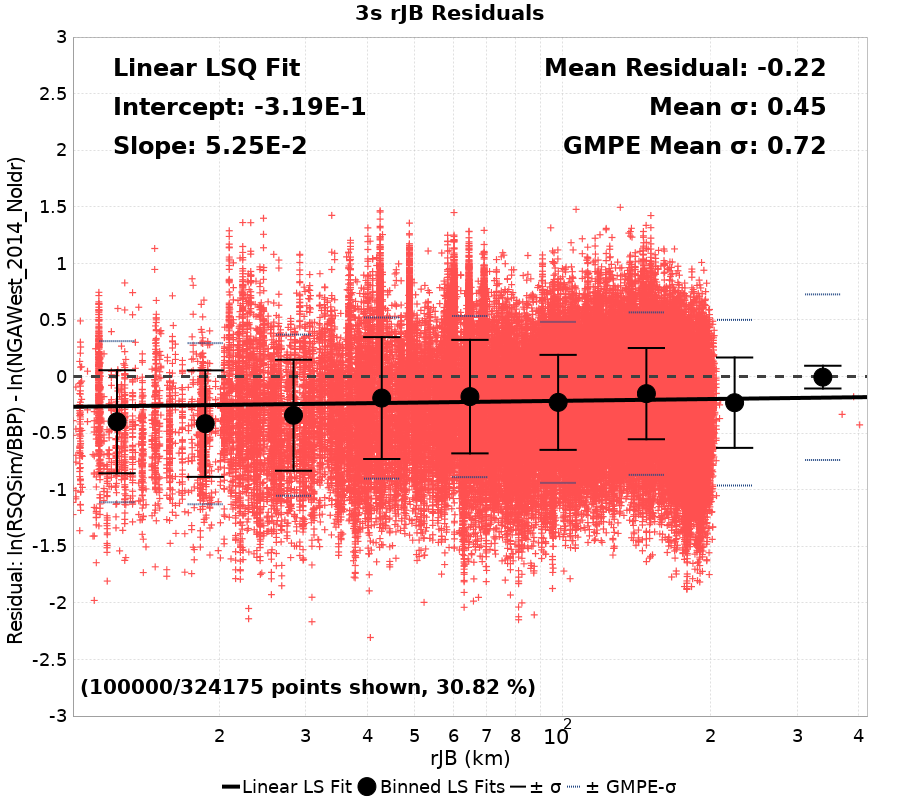 3s rJB Residuals
Linear LSQ Fit
Intercept: -3.19E-1
Slope: 5.25E-2
Mean Residual: -0.22
Mean σ: 0.45
GMPE Mean σ: 0.72
3
2.5
2
1.5
1
0.5
0
-0.5
-1
-1.5
-2
-2.5
-3
Residual: ln(RSQSim/BBP) - ln(NGAWest_2014_NoIdr)
(100000/324175 points shown, 30.82 %)
2 3 4 5 6 7 8 10² 2 3 4
rJB (km)
Linear LS Fit Binned LS Fits ± σ ± GMPE-σ